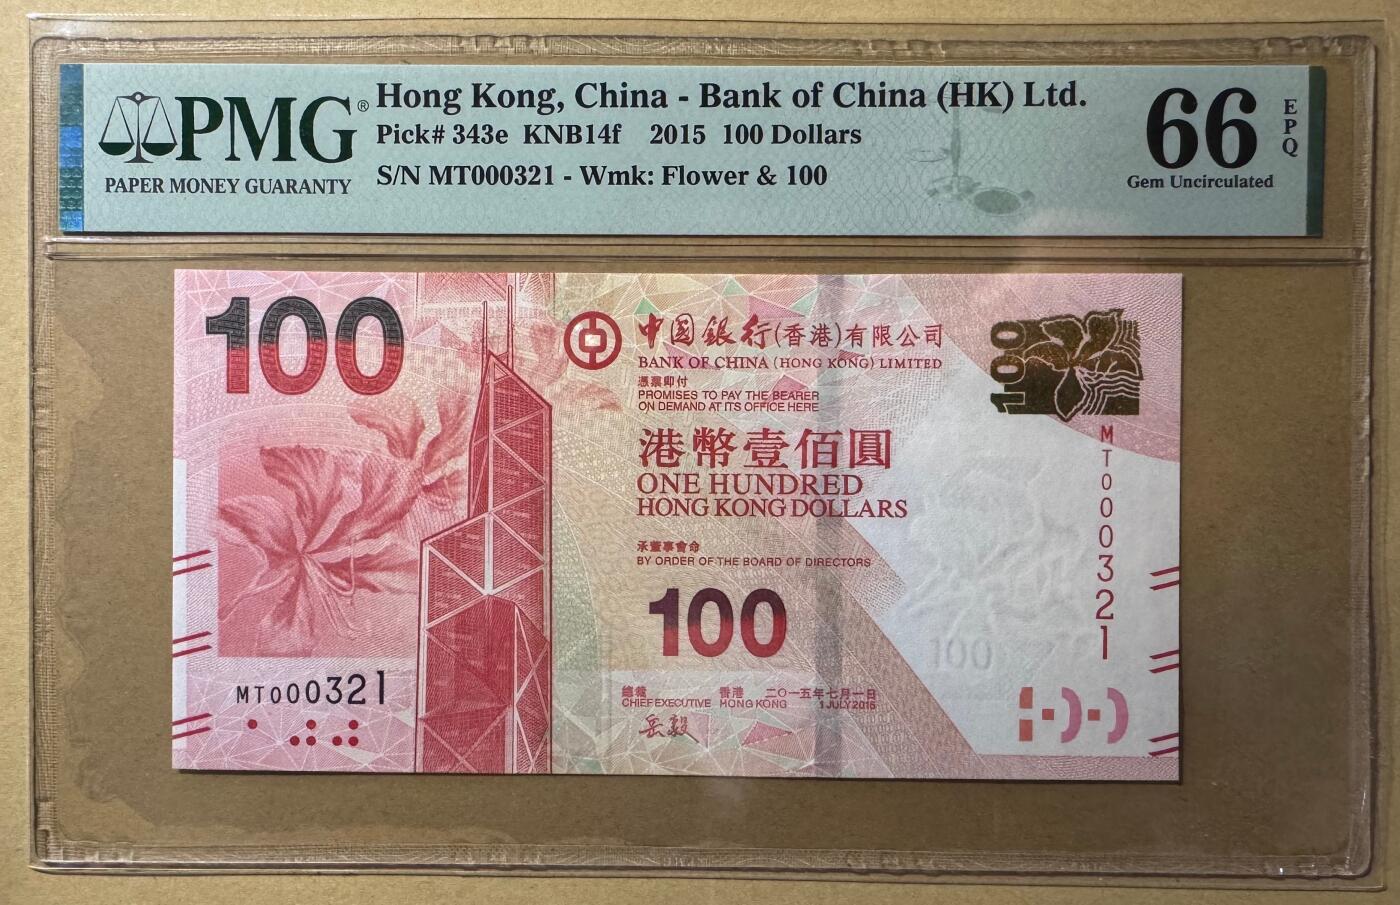 PMG®
PAPER MONEY GUARANTY
Hong Kong, China - Bank of China (HK) Ltd.
Pick# 343e KNB14f 2015 100 Dollars
S/N MT000321 - Wmk: Flower & 100
66
EPQ
Gem Uncirculated
100
中国銀行(香港)有限公司
BANK OF CHINA (HONG KONG) LIMITED
憑票即付
PROMISES TO PAY THE BEARER
ON DEMAND AT ITS OFFICE HERE
港幣壹佰圓
ONE HUNDRED
HONG KONG DOLLARS
承董事會命
BY ORDER OF THE BOARD OF DIRECTORS
100
總裁 香港 二〇一五年七月一日
CHIEF EXECUTIVE HONG KONG 1 JULY 2015
岳毅
MT000321
100
MT000321
100